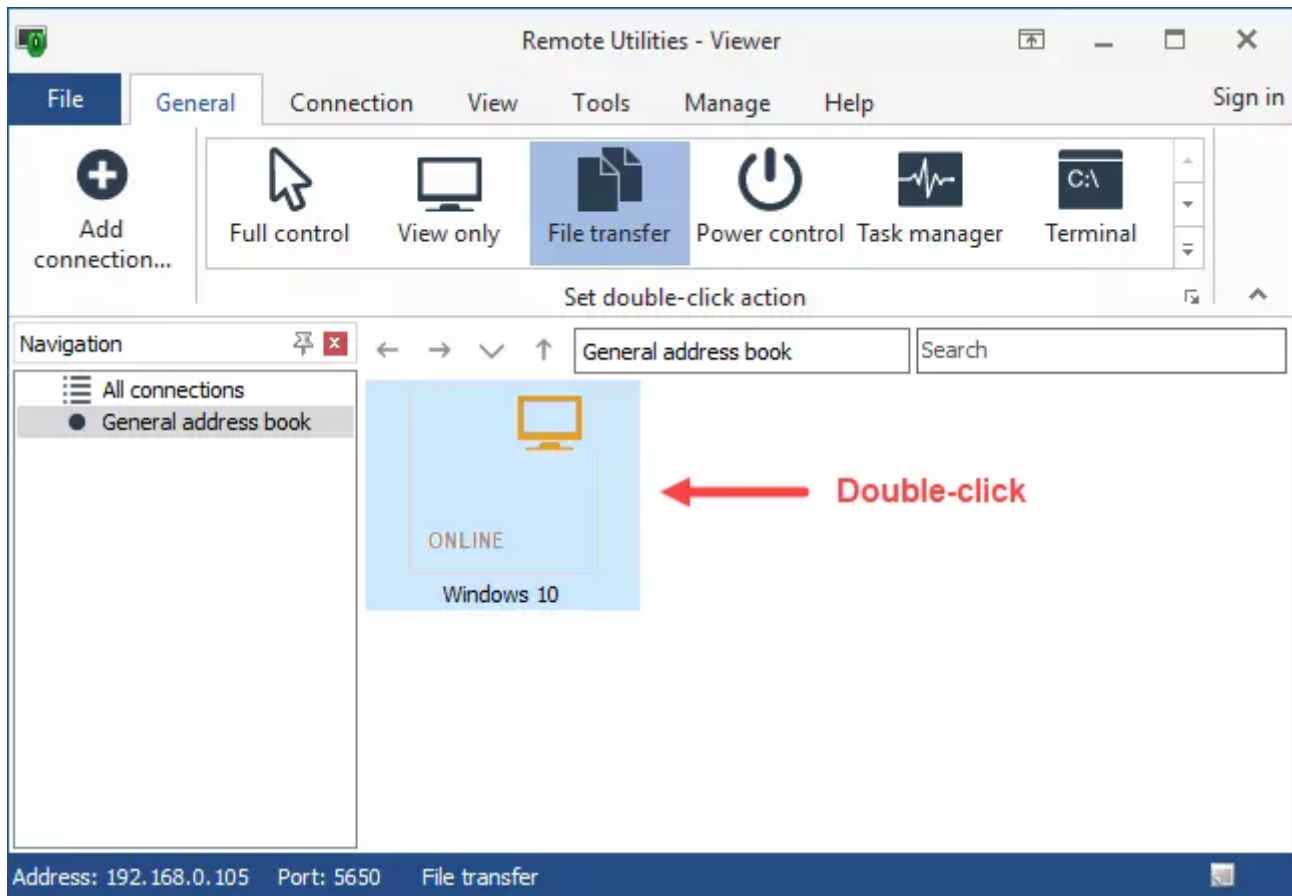 Remote Utilities - Viewer
File General Connection View Tools Manage Help Sign in
Add connection...
Full control
View only
File transfer
Power control
Task manager
C:\
Terminal
Set double-click action
Navigation
General address book
Search
All connections
General address book
Double-click
ONLINE
Windows 10
Address: 192.168.0.105 Port: 5650 File transfer